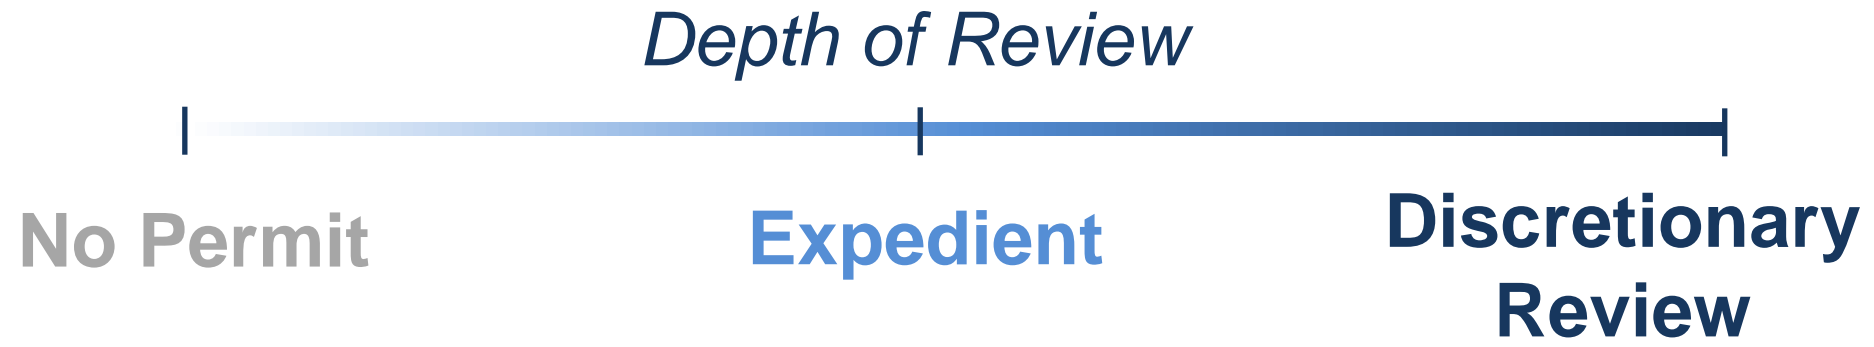 Depth of Review
No Permit
Expedient
Discretionary
Review